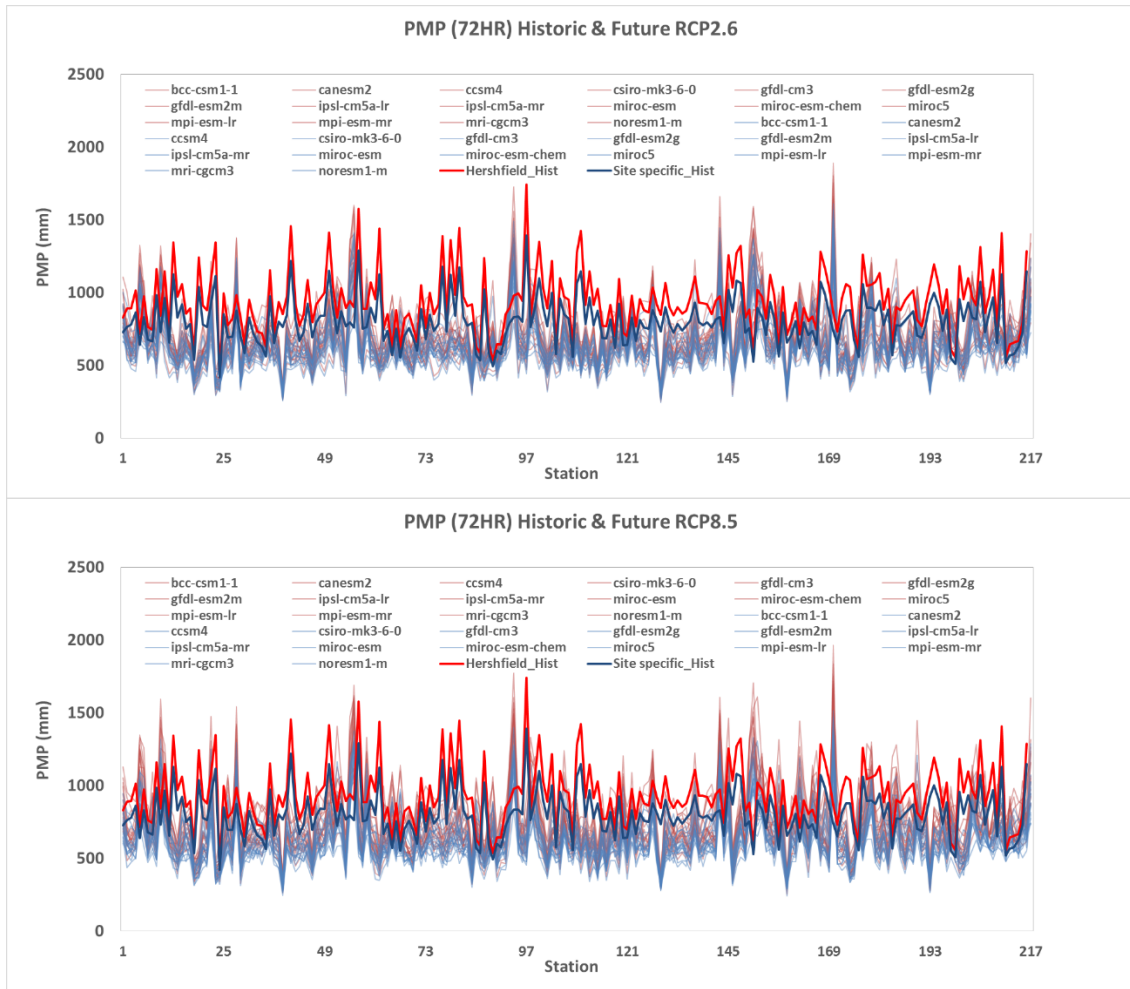 PMP (72HR) Historic & Future RCP2.6
2500
bcc-csm1-1 canesm2 ccsm4 csiro-mk3-6-0 gfdl-cm3 gfdl-esm2g
gfdl-esm2m ipsl-cm5a-lr ipsl-cm5a-mr miroc-esm miroc-esm-chem miroc5
mpi-esm-lr mpi-esm-mr mri-cgcm3 noresm1-m bcc-csm1-1 canesm2
2000
ccsm4 csiro-mk3-6-0 gfdl-cm3 gfdl-esm2g gfdl-esm2m ipsl-cm5a-lr
ipsl-cm5a-mr miroc-esm miroc-esm-chem miroc5 mpi-esm-lr mpi-esm-mr
mri-cgcm3 noresm1-m Hershfield_Hist Site specific_Hist
PMP (mm)
1500
1000
500
0
1 25 49 73 97 121 145 169 193 217
Station
PMP (72HR) Historic & Future RCP8.5
2500
bcc-csm1-1 canesm2 ccsm4 csiro-mk3-6-0 gfdl-cm3 gfdl-esm2g
gfdl-esm2m ipsl-cm5a-lr ipsl-cm5a-mr miroc-esm miroc-esm-chem miroc5
mpi-esm-lr mpi-esm-mr mri-cgcm3 noresm1-m bcc-csm1-1 canesm2
2000
ccsm4 csiro-mk3-6-0 gfdl-cm3 gfdl-esm2g gfdl-esm2m ipsl-cm5a-lr
ipsl-cm5a-mr miroc-esm miroc-esm-chem miroc5 mpi-esm-lr mpi-esm-mr
mri-cgcm3 noresm1-m Hershfield_Hist Site specific_Hist
PMP (mm)
1500
1000
500
0
1 25 49 73 97 121 145 169 193 217
Station